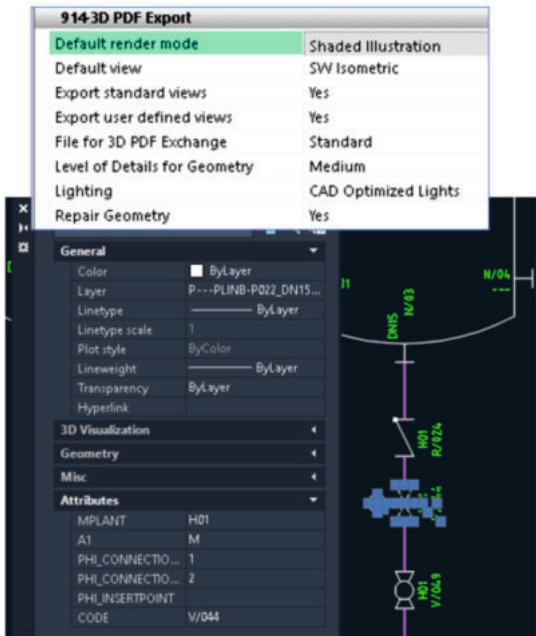 914-3D PDF Export
Default render mode Shaded Illustration
Default view SW Isometric
Export standard views Yes
Export user defined views Yes
File for 3D PDF Exchange Standard
Level of Details for Geometry Medium
Lighting CAD Optimized Lights
Repair Geometry Yes
General
Color ByLayer
Layer P---PLINB-P022_DN15...
Linetype ByLayer
Linetype scale 1
Plot style ByColor
Lineweight ByLayer
Transparency ByLayer
Hyperlink
3D Visualization
Geometry
Misc
Attributes
MPLANT H01
A1 M
PHI_CONNECTIO... 1
PHI_CONNECTIO... 2
PHI_INSERTPOINT
CODE V/044
N/04
---
DN15
N/03
H01
R/024
H01
V/049